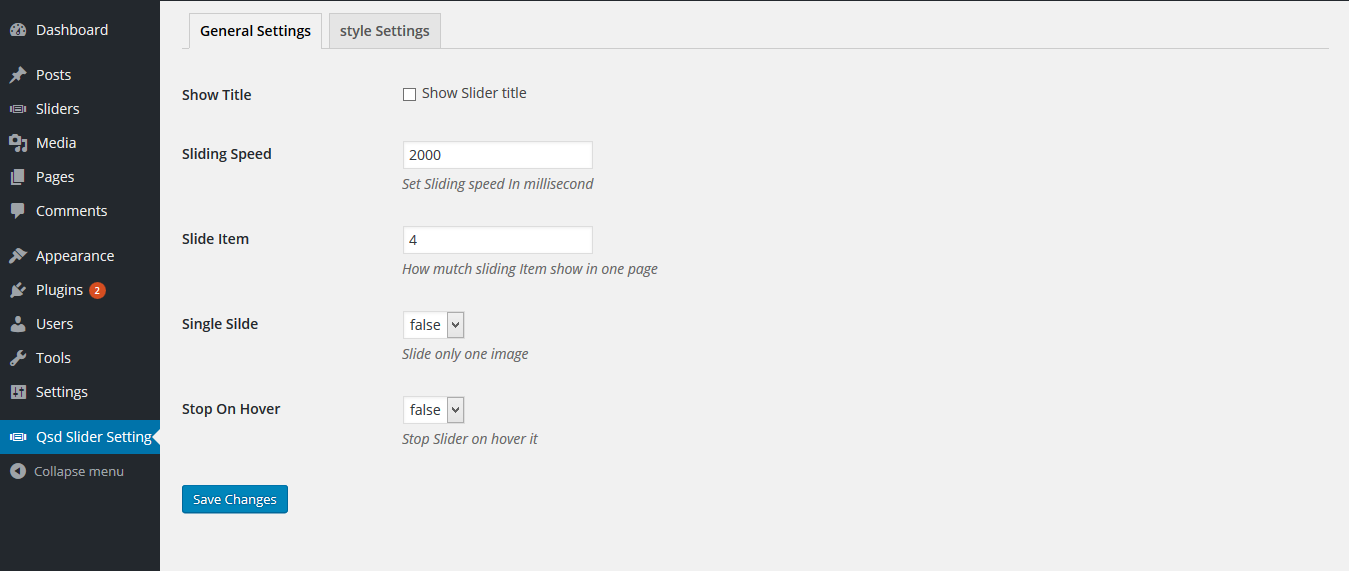 Dashboard
Posts
Sliders
Media
Pages
Comments
Appearance
Plugins 2
Users
Tools
Settings
Qsd Slider Setting
Collapse menu
General Settings
style Settings
Show Title
Show Slider title
Sliding Speed
2000
Set Sliding speed In millisecond
Slide Item
4
How mutch sliding Item show in one page
Single Silde
false
Slide only one image
Stop On Hover
false
Stop Slider on hover it
Save Changes